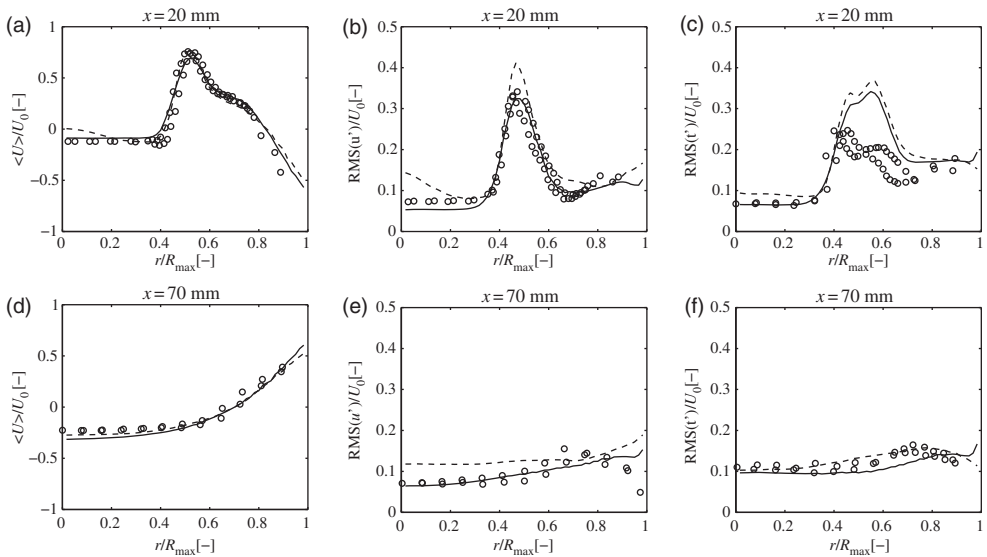 (a) x = 20 mm
1
0.5
0
−0.5
−1
<U>/U0[−]
0 0.2 0.4 0.6 0.8 1
r/Rmax[−]
(b) x = 20 mm
0.5
0.4
0.3
0.2
0.1
0
RMS(u')/U0[−]
0 0.2 0.4 0.6 0.8 1
r/Rmax[−]
(c) x = 20 mm
0.5
0.4
0.3
0.2
0.1
0
RMS(t')/U0[−]
0 0.2 0.4 0.6 0.8 1
r/Rmax[−]
(d) x = 70 mm
1
0.5
0
−0.5
−1
<U>/U0[−]
0 0.2 0.4 0.6 0.8 1
r/Rmax[−]
(e) x = 70 mm
0.5
0.4
0.3
0.2
0.1
0
RMS(u')/U0[−]
0 0.2 0.4 0.6 0.8 1
r/Rmax[−]
(f) x = 70 mm
0.5
0.4
0.3
0.2
0.1
0
RMS(t')/U0[−]
0 0.2 0.4 0.6 0.8 1
r/Rmax[−]